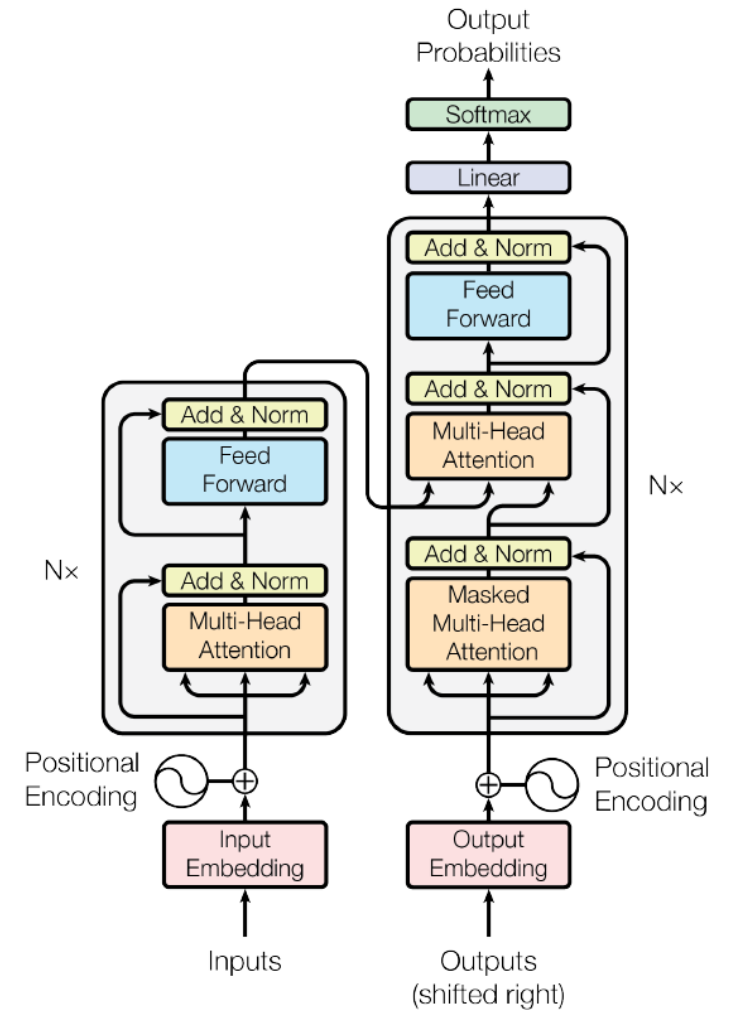 Output
Probabilities
Softmax
Linear
Add & Norm
Feed
Forward
Add & Norm
Multi-Head
Attention
Nx
Add & Norm
Masked
Multi-Head
Attention
Add & Norm
Feed
Forward
Nx
Add & Norm
Multi-Head
Attention
Positional
Encoding
Positional
Encoding
Input
Embedding
Output
Embedding
Inputs
Outputs
(shifted right)